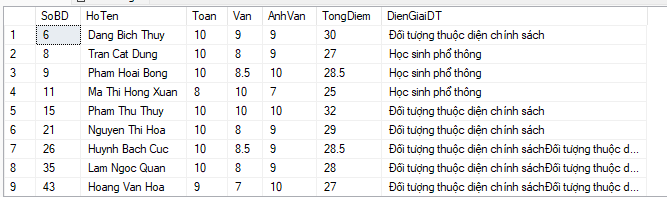 SoBD HoTen Toan Van AnhVan TongDiem DienGiaiDT
1 6 Dang Bich Thuy 10 9 9 30 Đối tượng thuộc diện chính sách
2 8 Tran Cat Dung 10 8 9 27 Học sinh phổ thông
3 9 Pham Hoai Bong 10 8.5 10 28.5 Học sinh phổ thông
4 11 Ma Thi Hong Xuan 8 10 7 25 Học sinh phổ thông
5 15 Pham Thu Thuy 10 10 10 32 Đối tượng thuộc diện chính sách
6 21 Nguyen Thi Hoa 10 8 9 29 Đối tượng thuộc diện chính sách
7 26 Huynh Bach Cuc 10 8.5 9 28.5 Đối tượng thuộc diện chính sáchĐối tượng thuộc d...
8 35 Lam Ngoc Quan 10 8 9 28 Đối tượng thuộc diện chính sáchĐối tượng thuộc d...
9 43 Hoang Van Hoa 9 7 10 27 Đối tượng thuộc diện chính sáchĐối tượng thuộc d...